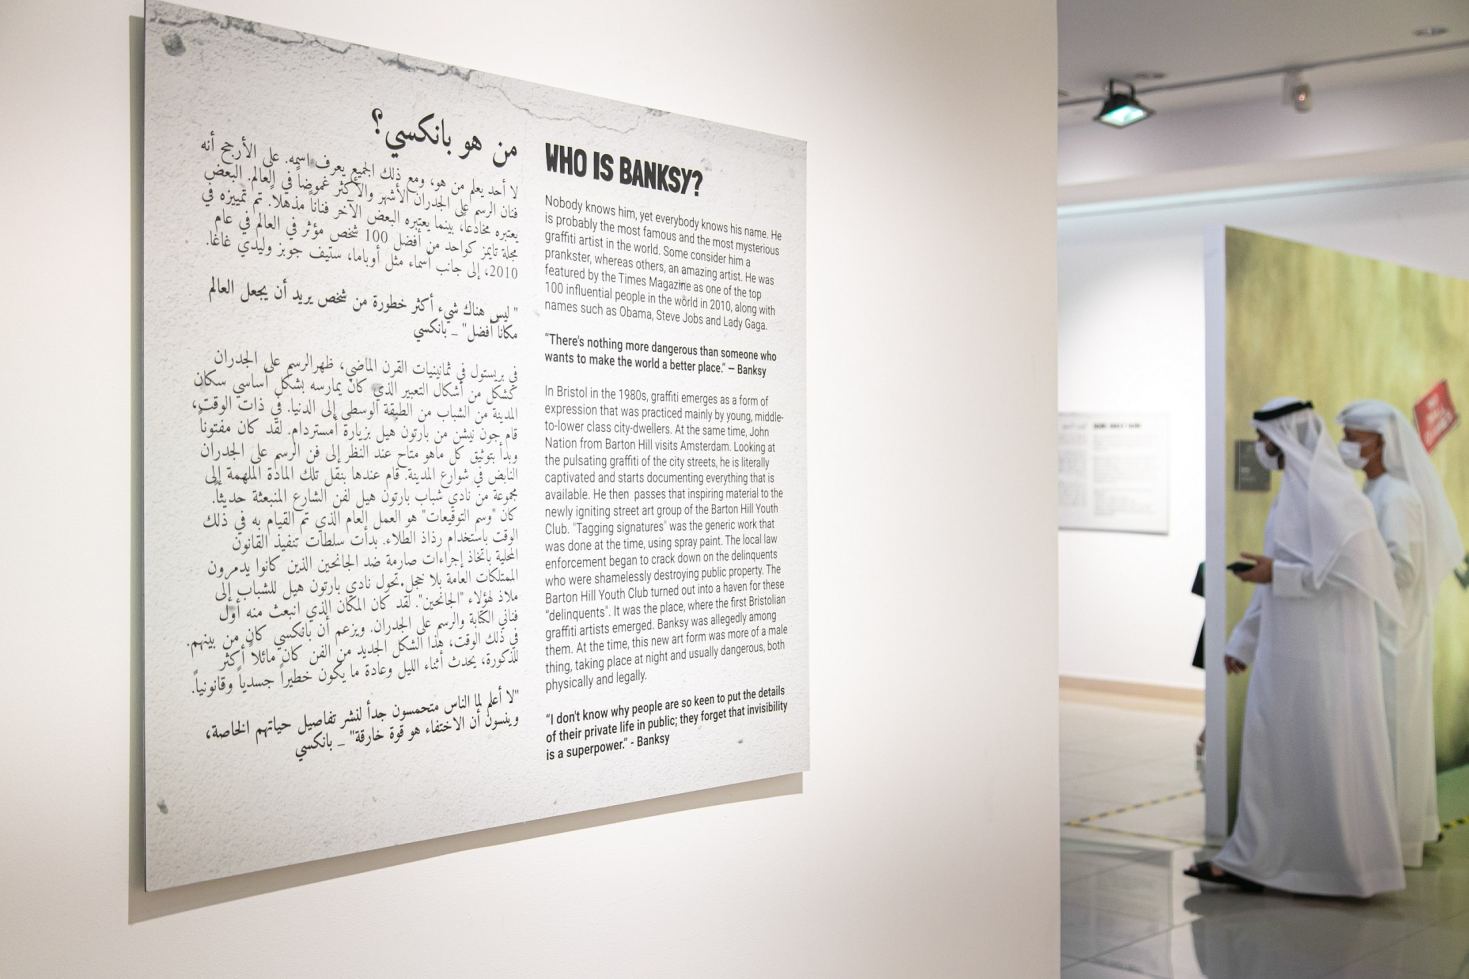 من هو بانكسي؟
لا أحد يعلم من هو، ومع ذلك الجميع يعرف اسمه. على الأرجح أنه
فنان الرسم على الجدران الأشهر والأكثر غموضاً في العالم. البعض
يعتبره مخادعاً، بينما يعتبره البعض الآخر فناناً مذهلاً. تم تمييزه في
مجلة تايمز كواحد من أفضل 100 شخص مؤثر في العالم في عام
2010، إلى جانب أسماء مثل أوباما، ستيف جوبز وليدي غاغا.
" ليس هناك شيء أكثر خطورة من شخص يريد أن يجعل العالم
مكاناً أفضل" _ بانكسي
في بريستول في ثمانينيات القرن الماضي، ظهرالرسم على الجدران
كشكل من أشكال التعبير الذي كان يمارسه بشكل أساسي سكان
المدينة من الشباب من الطبقة الوسطى إلى الدنيا. في ذات الوقت،
قام جون نيشن من بارتون هيل بزيارة أمستردام. لقد كان مفتوناً
وبدأ بتوثيق كل ماهو متاح عند النظر إلى فن الرسم على الجدران
النابض في شوارع المدينة. قام عندها بنقل تلك المادة الملهمة إلى
مجموعة من نادي شباب بارتون هيل لفن الشارع المنبعثة حديثاً.
كان "وسم التوقيعات" هو العمل العام الذي تم القيام به في ذلك
الوقت باستخدام رذاذ الطلاء. بدأت سلطات تنفيذ القانون
المحلية باتخاذ إجراءات صارمة ضد الجانحين الذين كانوا يدمرون
الممتلكات العامة بلا خجل. تحول نادي بارتون هيل للشباب إلى
ملاذ لهؤلاء "الجانحين". لقد كان المكان الذي انبعث منه أول
فناني الكتابة والرسم على الجدران. ويزعم أن بانكسي كان من بينهم.
في ذلك الوقت، هذا الشكل الجديد من الفن كان مائلاً أكثر
للذكورة، يحدث أثناء الليل وعادة ما يكون خطيراً جسدياً وقانونياً.
"لا أعلم لما الناس متحمسون جداً لنشر تفاصيل حياتهم الخاصة،
وينسون أن الاختفاء هو قوة خارقة" _ بانكسي
WHO IS BANKSY?
Nobody knows him, yet everybody knows his name. He
is probably the most famous and the most mysterious
graffiti artist in the world. Some consider him a
prankster, whereas others, an amazing artist. He was
featured by the Times Magazine as one of the top
100 influential people in the world in 2010, along with
names such as Obama, Steve Jobs and Lady Gaga.
"There's nothing more dangerous than someone who
wants to make the world a better place." – Banksy
In Bristol in the 1980s, graffiti emerges as a form of
expression that was practiced mainly by young, middle-
to-lower class city-dwellers. At the same time, John
Nation from Barton Hill visits Amsterdam. Looking at
the pulsating graffiti of the city streets, he is literally
captivated and starts documenting everything that is
available. He then passes that inspiring material to the
newly igniting street art group of the Barton Hill Youth
Club. "Tagging signatures" was the generic work that
was done at the time, using spray paint. The local law
enforcement began to crack down on the delinquents
who were shamelessly destroying public property. The
Barton Hill Youth Club turned out into a haven for these
"delinquents". It was the place, where the first Bristolian
graffiti artists emerged. Banksy was allegedly among
them. At the time, this new art form was more of a male
thing, taking place at night and usually dangerous, both
physically and legally.
"I don't know why people are so keen to put the details
of their private life in public; they forget that invisibility
is a superpower." - Banksy